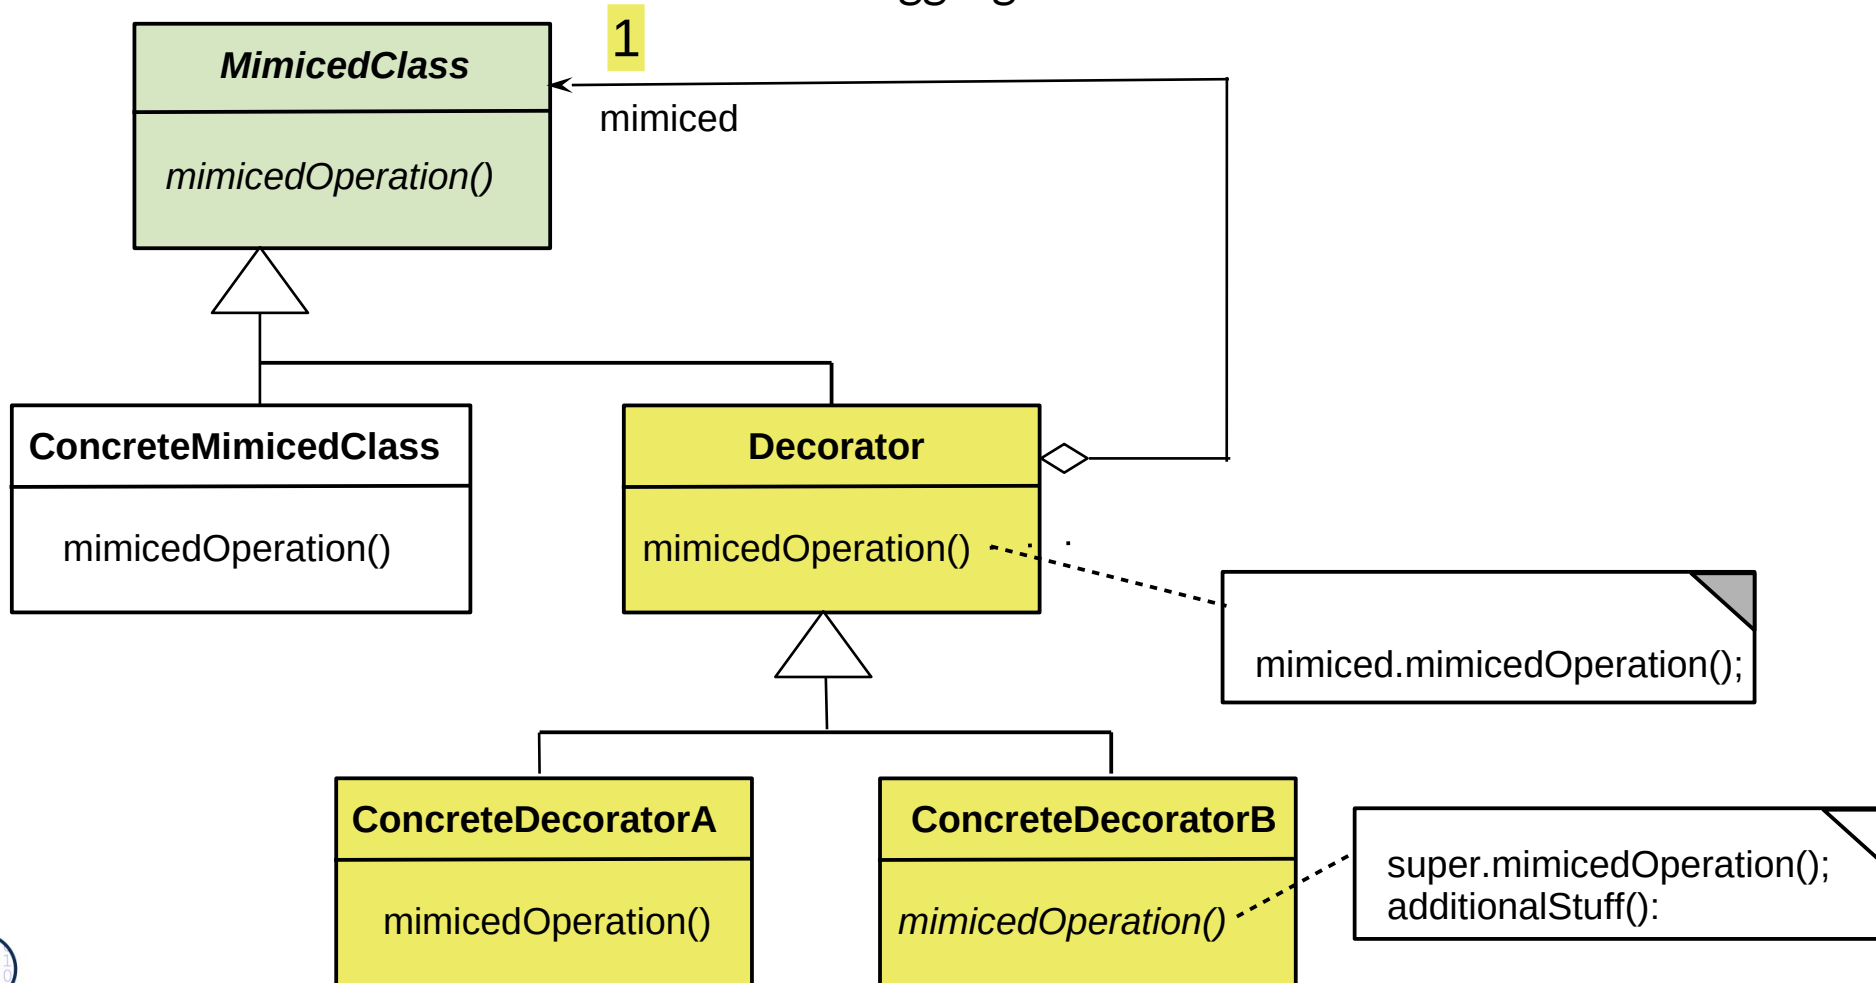 1
MimicedClass
mimiced
mimicedOperation()
ConcreteMimicedClass
Decorator
mimicedOperation()
mimicedOperation()
mimiced.mimicedOperation();
ConcreteDecoratorA
ConcreteDecoratorB
super.mimicedOperation();
additionalStuff():
mimicedOperation()
mimicedOperation()